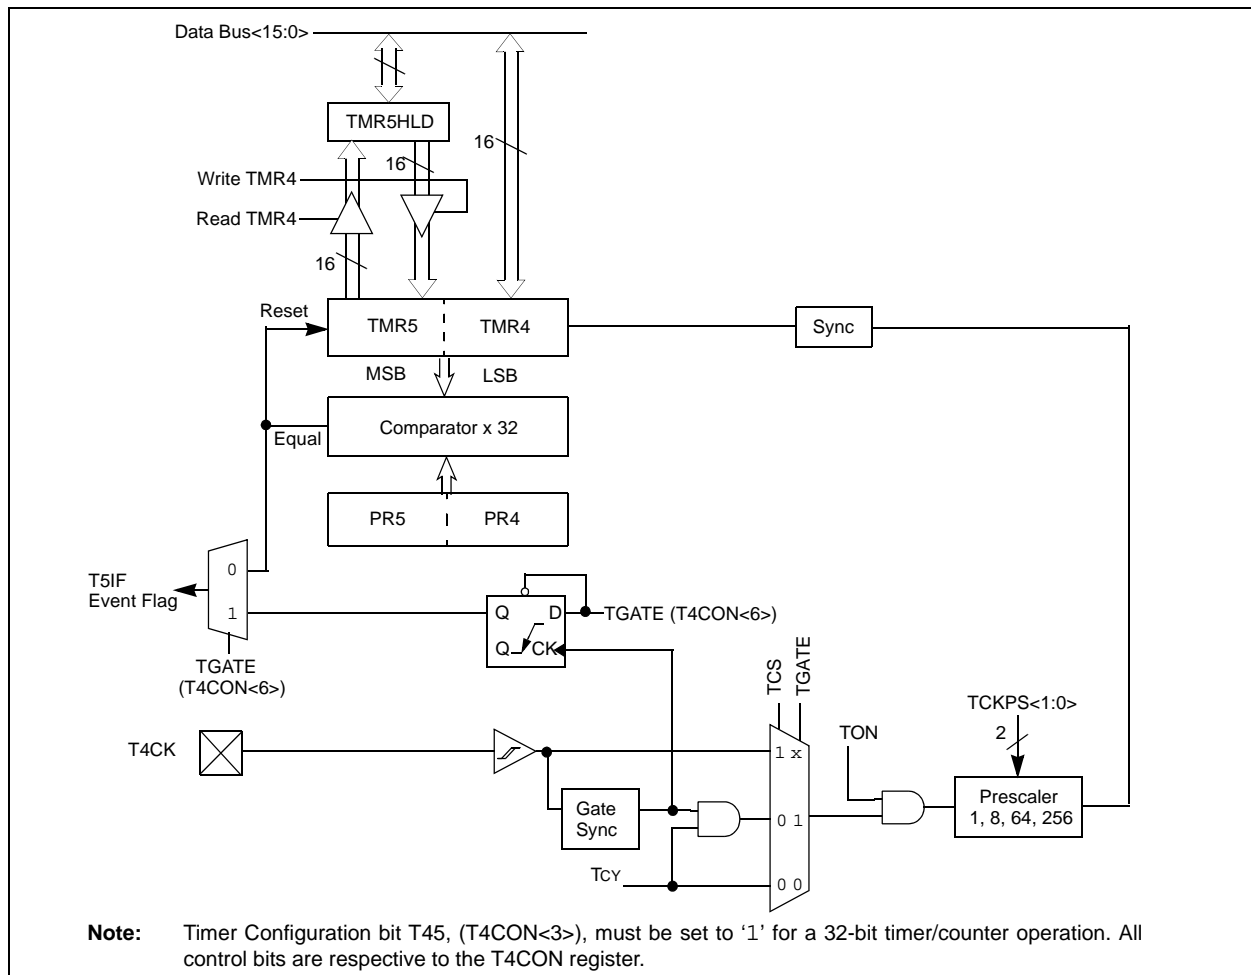 Data Bus<15:0>
TMR5HLD
16
16
Write TMR4
Read TMR4
16
Reset
TMR5
TMR4
Sync
MSB
LSB
Equal
Comparator x 32
PR5
PR4
0
1
T5IF
Event Flag
TGATE
(T4CON<6>)
Q
D
TGATE (T4CON<6>)
Q
CK
TCS
TGATE
TCKPS<1:0>
2
TON
T4CK
1 x
Gate
Sync
0 1
Prescaler
1, 8, 64, 256
TCY
0 0
Note: Timer Configuration bit T45, (T4CON<3>), must be set to ‘1’ for a 32-bit timer/counter operation. All
control bits are respective to the T4CON register.